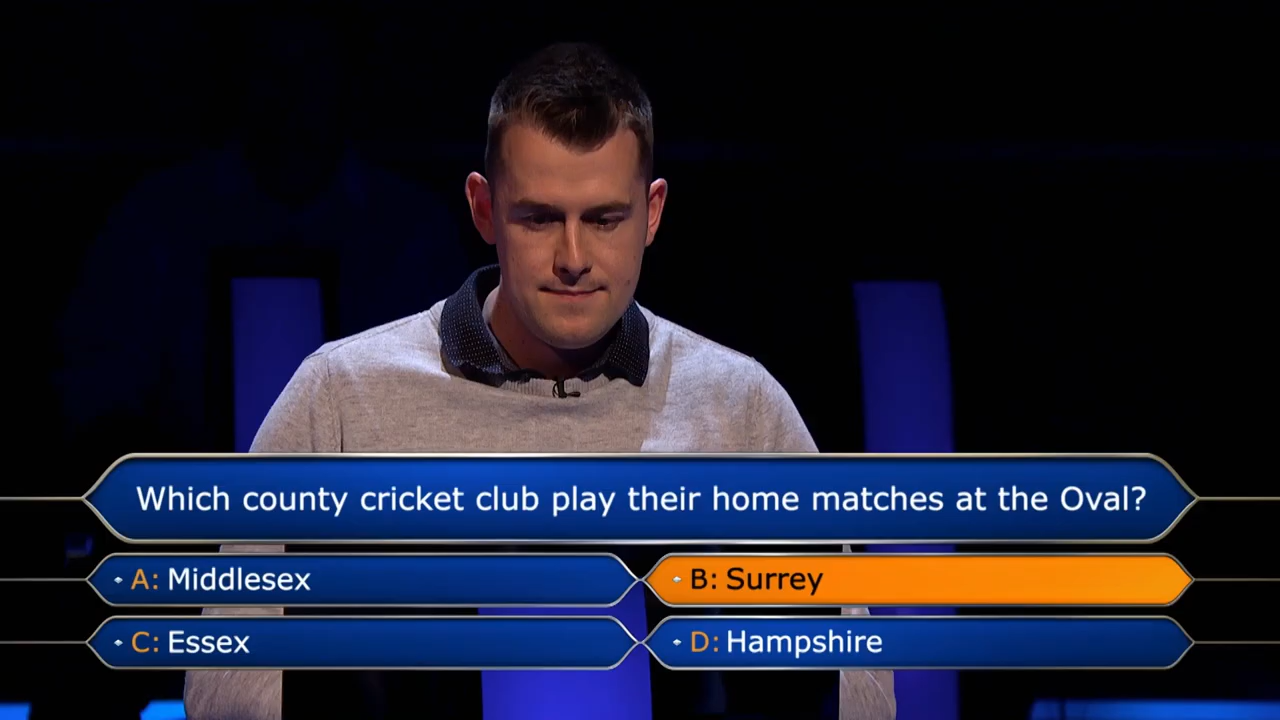 Which county cricket club play their home matches at the Oval?
A: Middlesex
B: Surrey
C: Essex
D: Hampshire